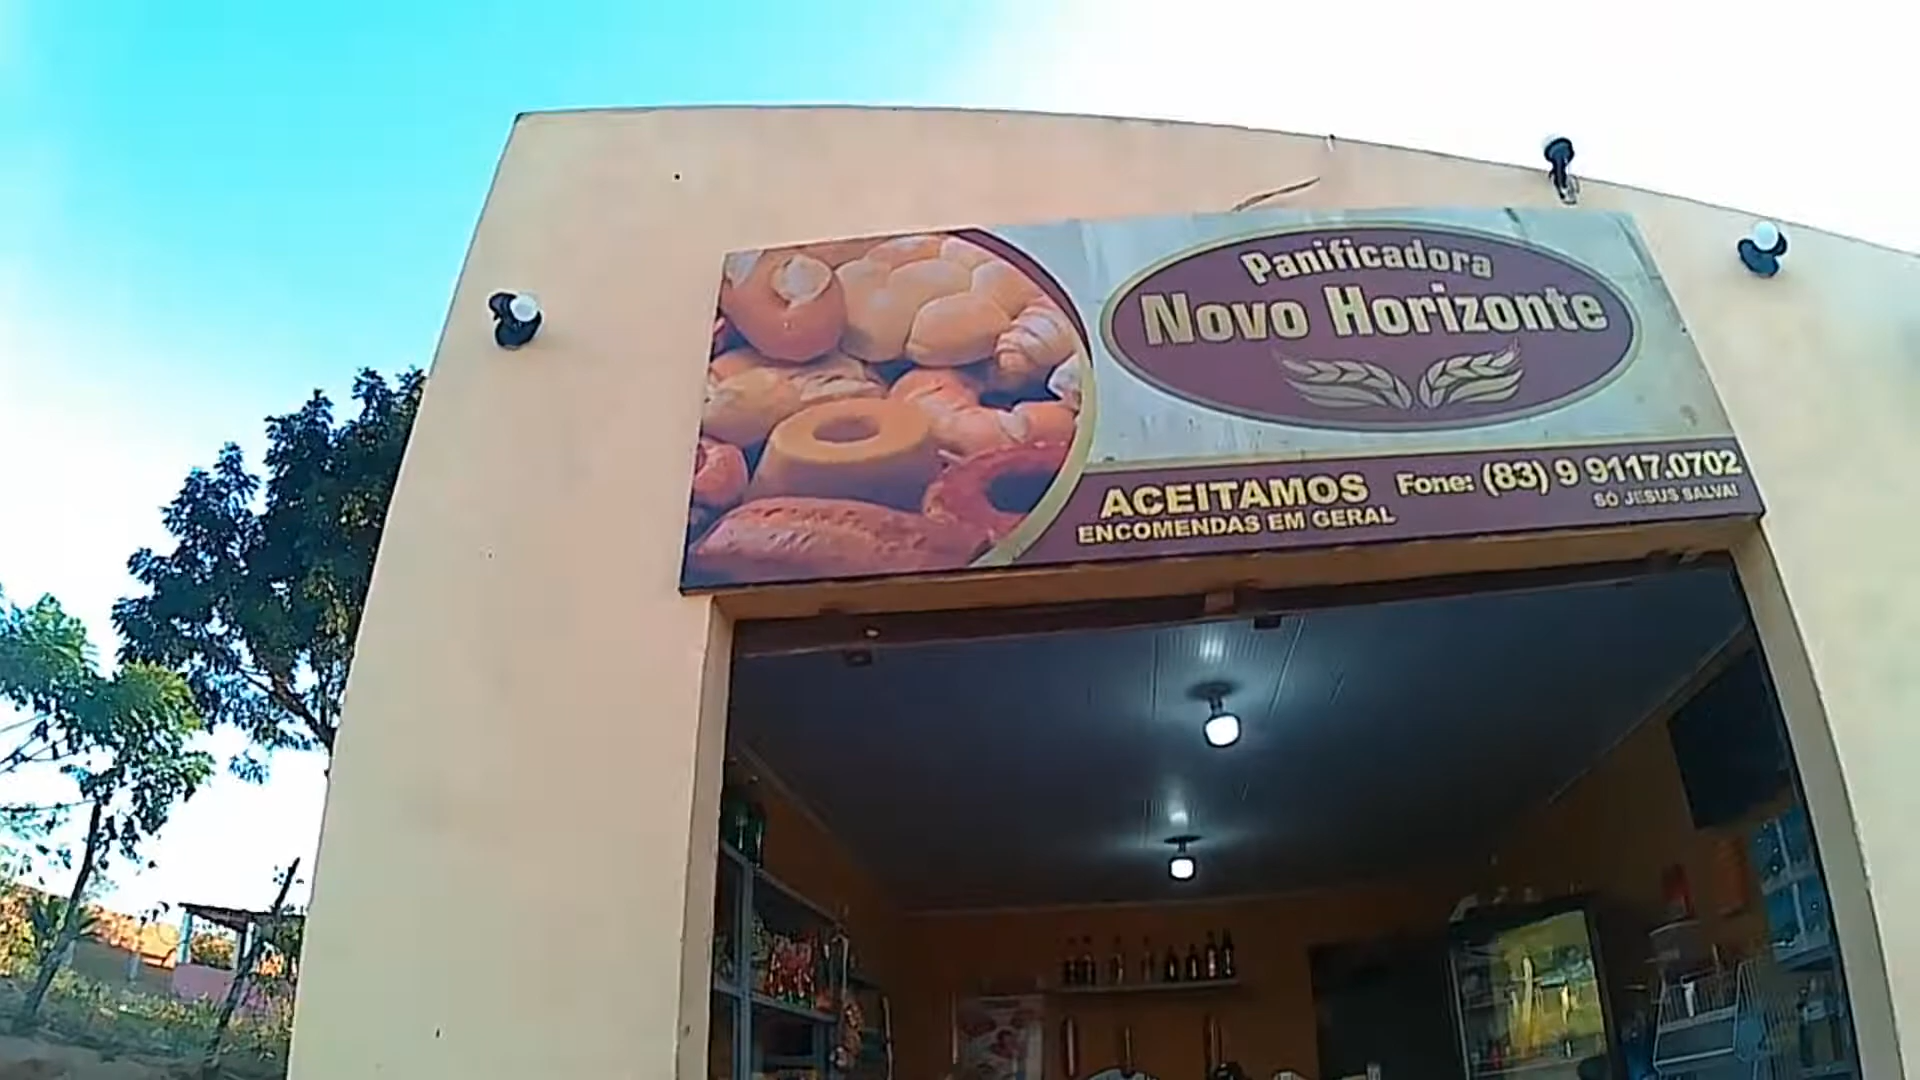 Panificadora
Novo Horizonte
ACEITAMOS
ENCOMENDAS EM GERAL
Fone: (83) 9 9117.0702
SÓ JESUS SALVA!